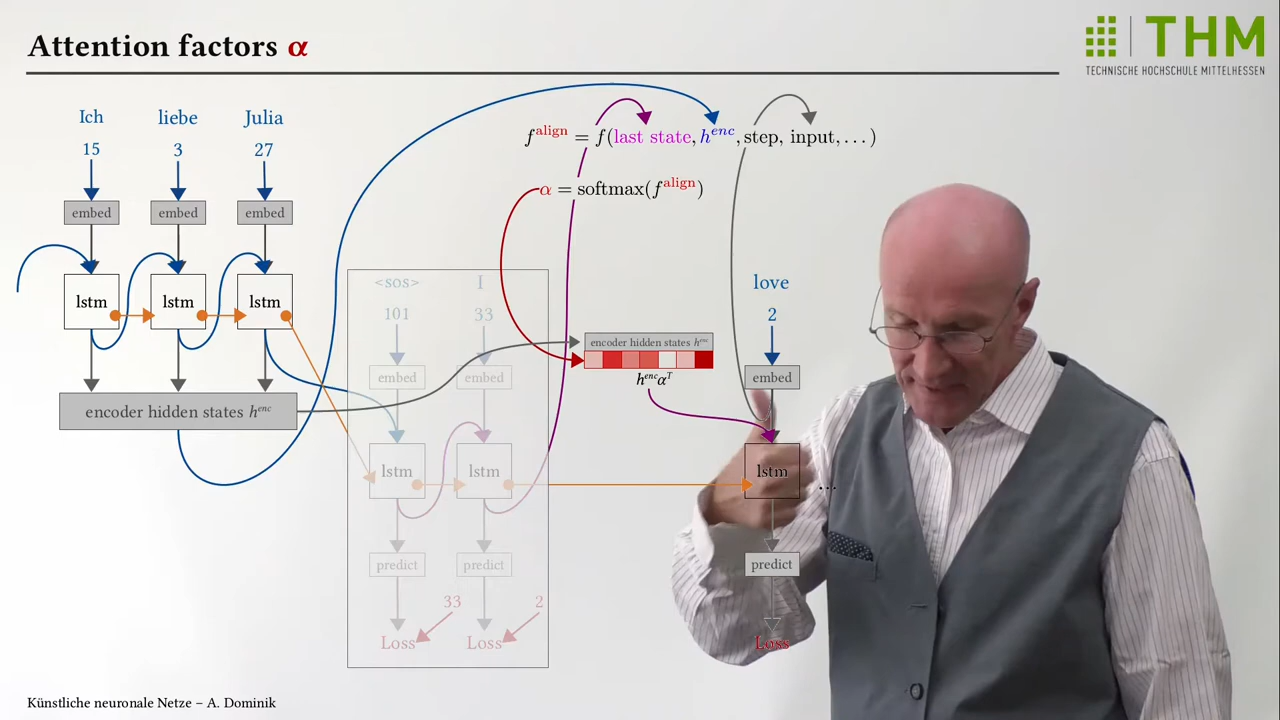 Attention factors α
THM
TECHNISCHE HOCHSCHULE MITTELHESSEN
Ich liebe Julia
15 3 27
embed embed embed
lstm lstm lstm
encoder hidden states h^enc
f^align = f(last state, h^enc, step, input, . . . )
α = softmax(f^align)
<sos> I
101 33
embed embed
lstm lstm
predict predict
33 2
Loss Loss
encoder hidden states h^enc
h^enc α^T
love
2
embed
lstm
...
predict
Loss
Künstliche neuronale Netze – A. Dominik